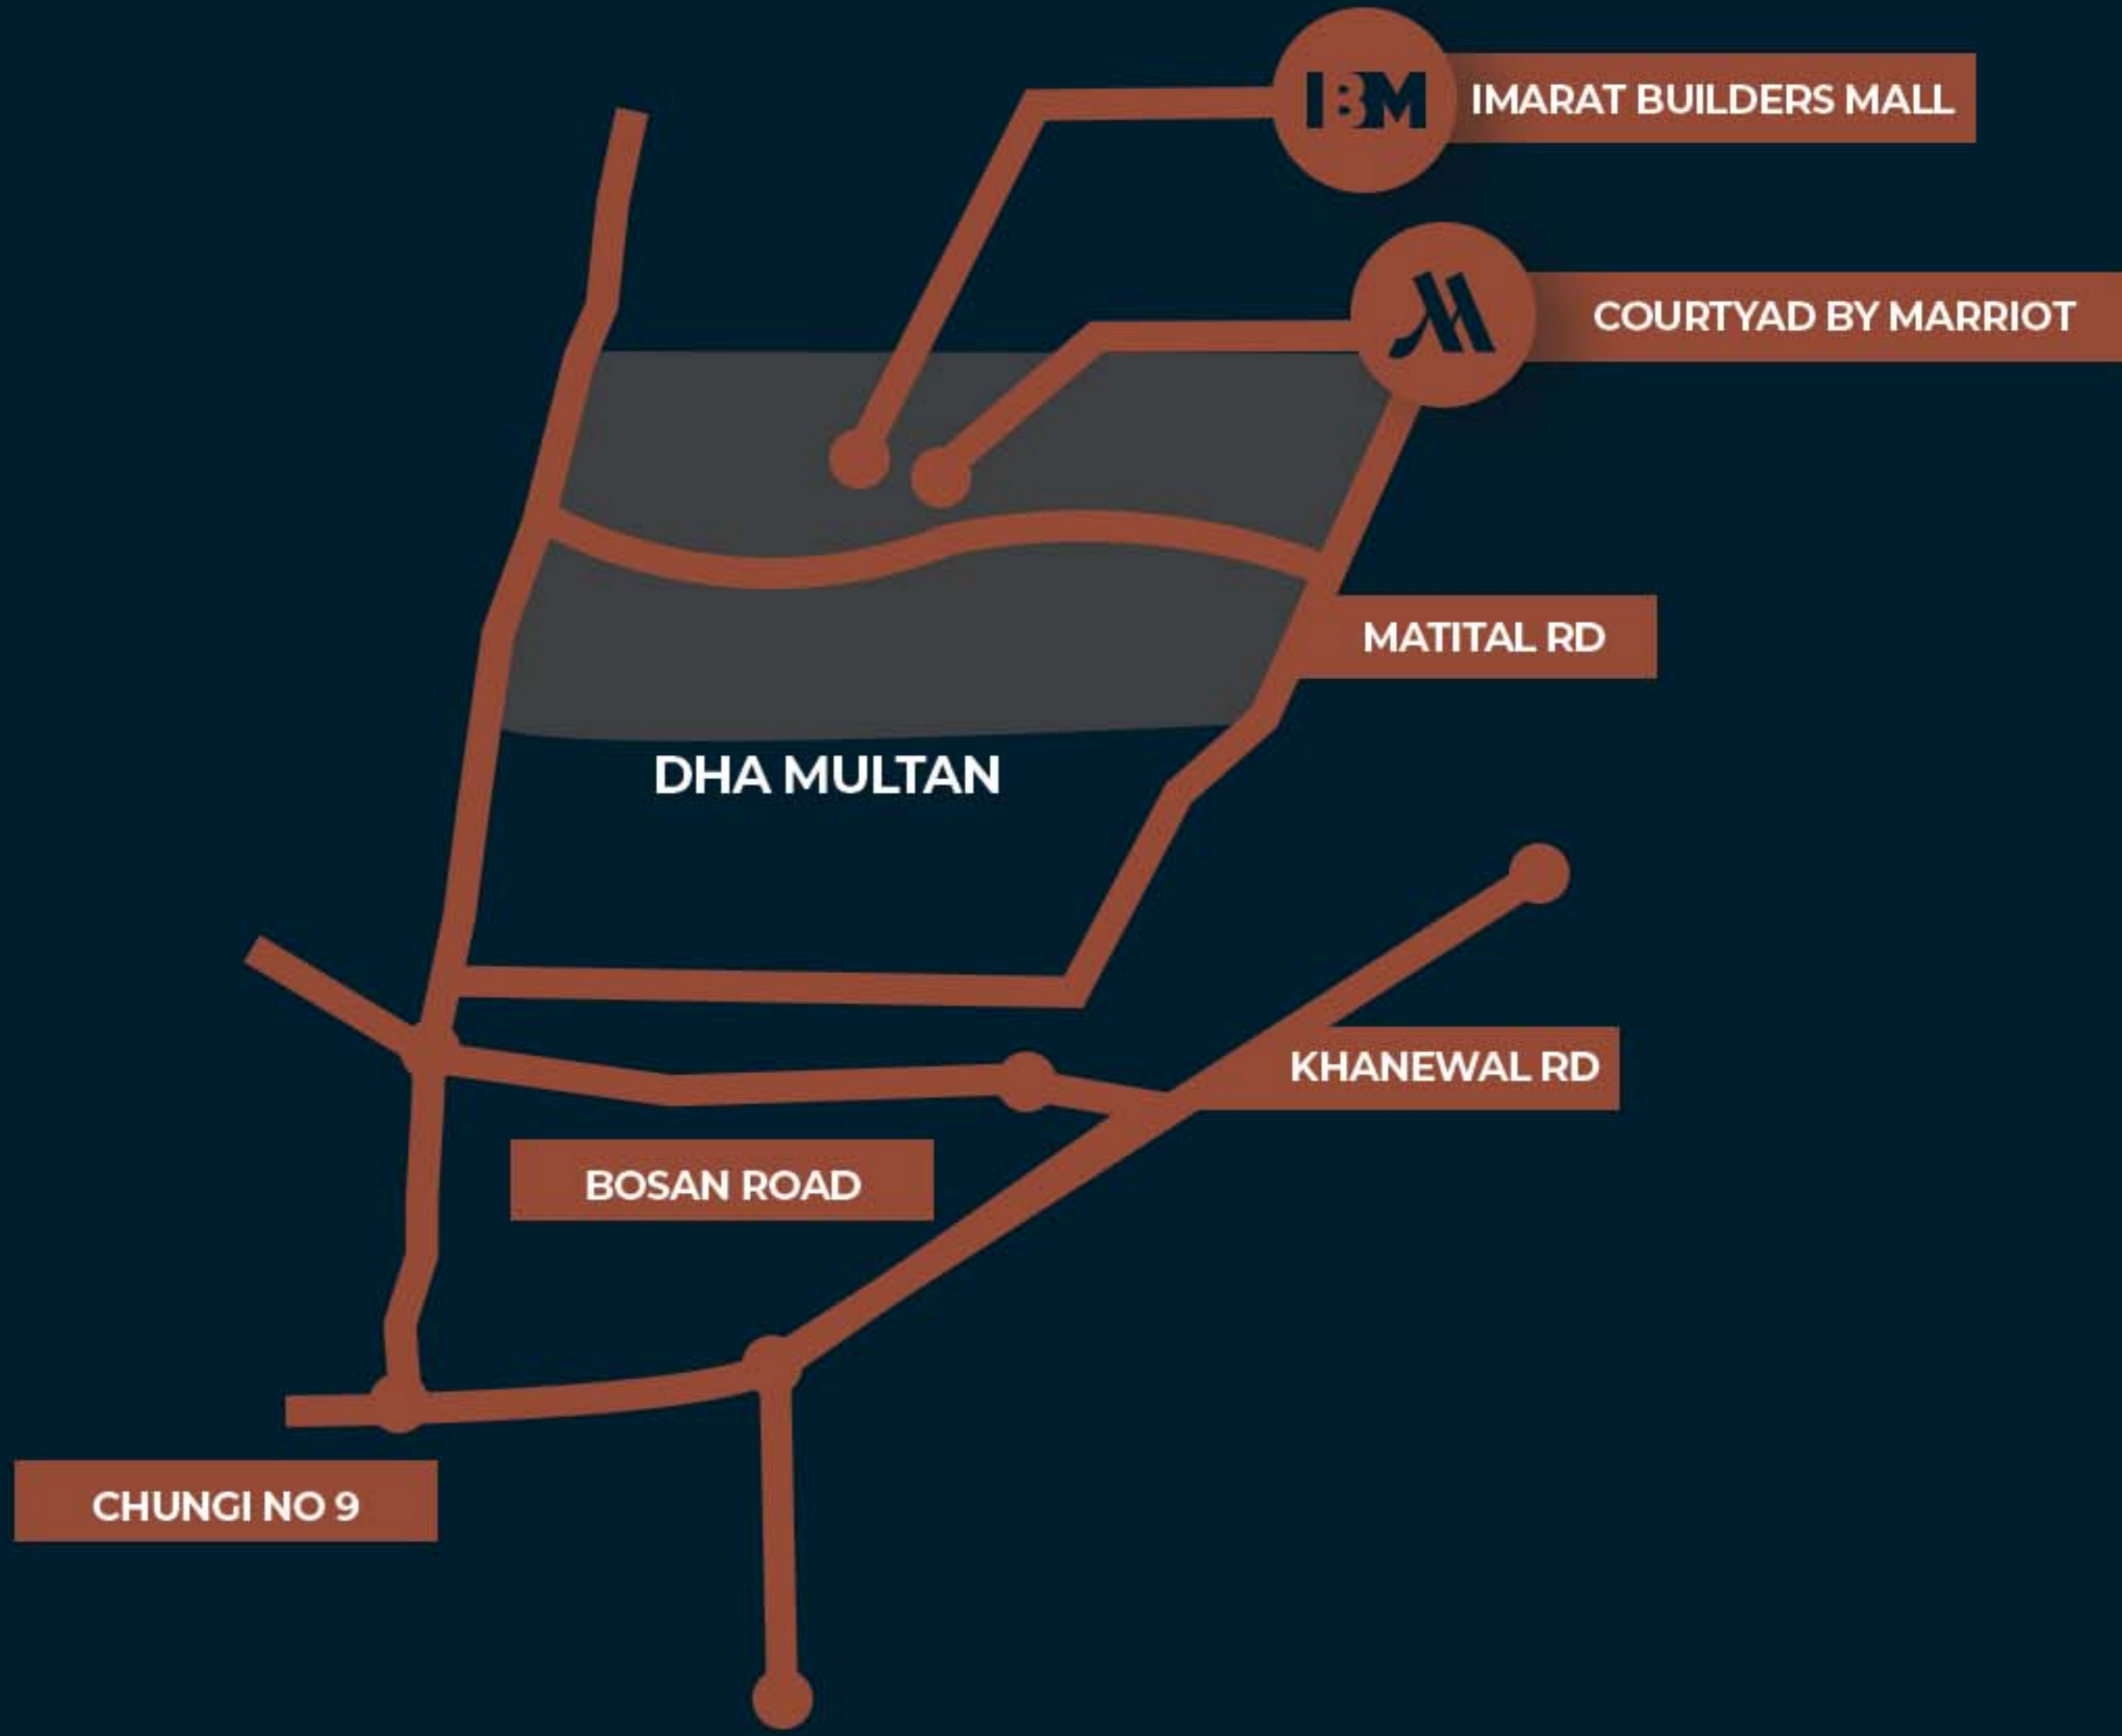 IBM
IMARAT BUILDERS MALL
COURTYAD BY MARRIOT
MATITAL RD
DHA MULTAN
KHANEWAL RD
BOSAN ROAD
CHUNGI NO 9